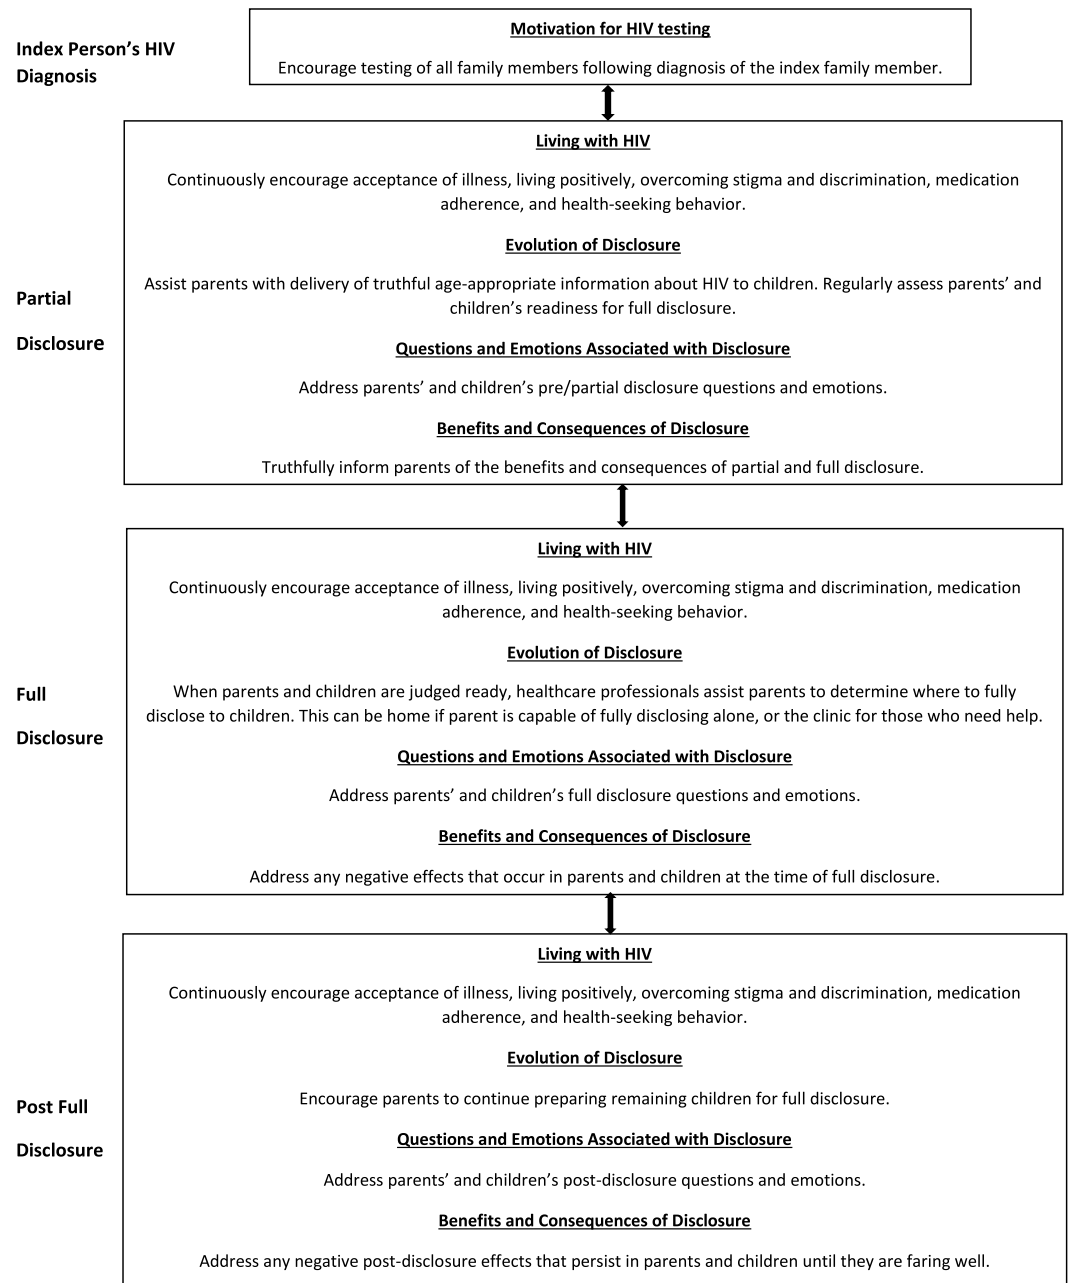 Index Person’s HIV
Diagnosis
Motivation for HIV testing
Encourage testing of all family members following diagnosis of the index family member.
Partial
Disclosure
Living with HIV
Continuously encourage acceptance of illness, living positively, overcoming stigma and discrimination, medication
adherence, and health-seeking behavior.
Evolution of Disclosure
Assist parents with delivery of truthful age-appropriate information about HIV to children. Regularly assess parents’ and
children’s readiness for full disclosure.
Questions and Emotions Associated with Disclosure
Address parents’ and children’s pre/partial disclosure questions and emotions.
Benefits and Consequences of Disclosure
Truthfully inform parents of the benefits and consequences of partial and full disclosure.
Full
Disclosure
Living with HIV
Continuously encourage acceptance of illness, living positively, overcoming stigma and discrimination, medication
adherence, and health-seeking behavior.
Evolution of Disclosure
When parents and children are judged ready, healthcare professionals assist parents to determine where to fully
disclose to children. This can be home if parent is capable of fully disclosing alone, or the clinic for those who need help.
Questions and Emotions Associated with Disclosure
Address parents’ and children’s full disclosure questions and emotions.
Benefits and Consequences of Disclosure
Address any negative effects that occur in parents and children at the time of full disclosure.
Post Full
Disclosure
Living with HIV
Continuously encourage acceptance of illness, living positively, overcoming stigma and discrimination, medication
adherence, and health-seeking behavior.
Evolution of Disclosure
Encourage parents to continue preparing remaining children for full disclosure.
Questions and Emotions Associated with Disclosure
Address parents’ and children’s post-disclosure questions and emotions.
Benefits and Consequences of Disclosure
Address any negative post-disclosure effects that persist in parents and children until they are faring well.